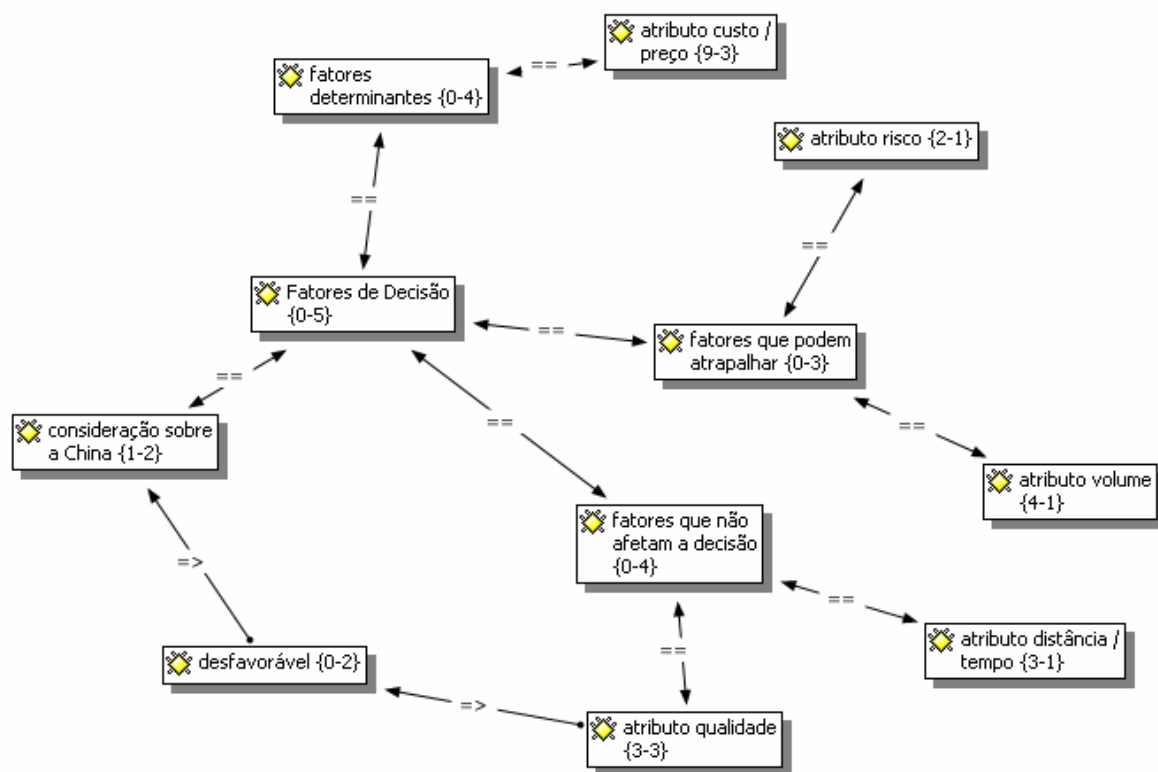 atributo custo /
preço {9-3}
==
fatores
determinantes {0-4}
atributo risco {2-1}
==
==
Fatores de Decisão
{0-5}
==
fatores que podem
atrapalhar {0-3}
==
consideração sobre
a China {1-2}
==
==
atributo volume
{4-1}
fatores que não
afetam a decisão
{0-4}
=>
==
atributo distância /
tempo {3-1}
desfavorável {0-2}
==
=>
atributo qualidade
{3-3}